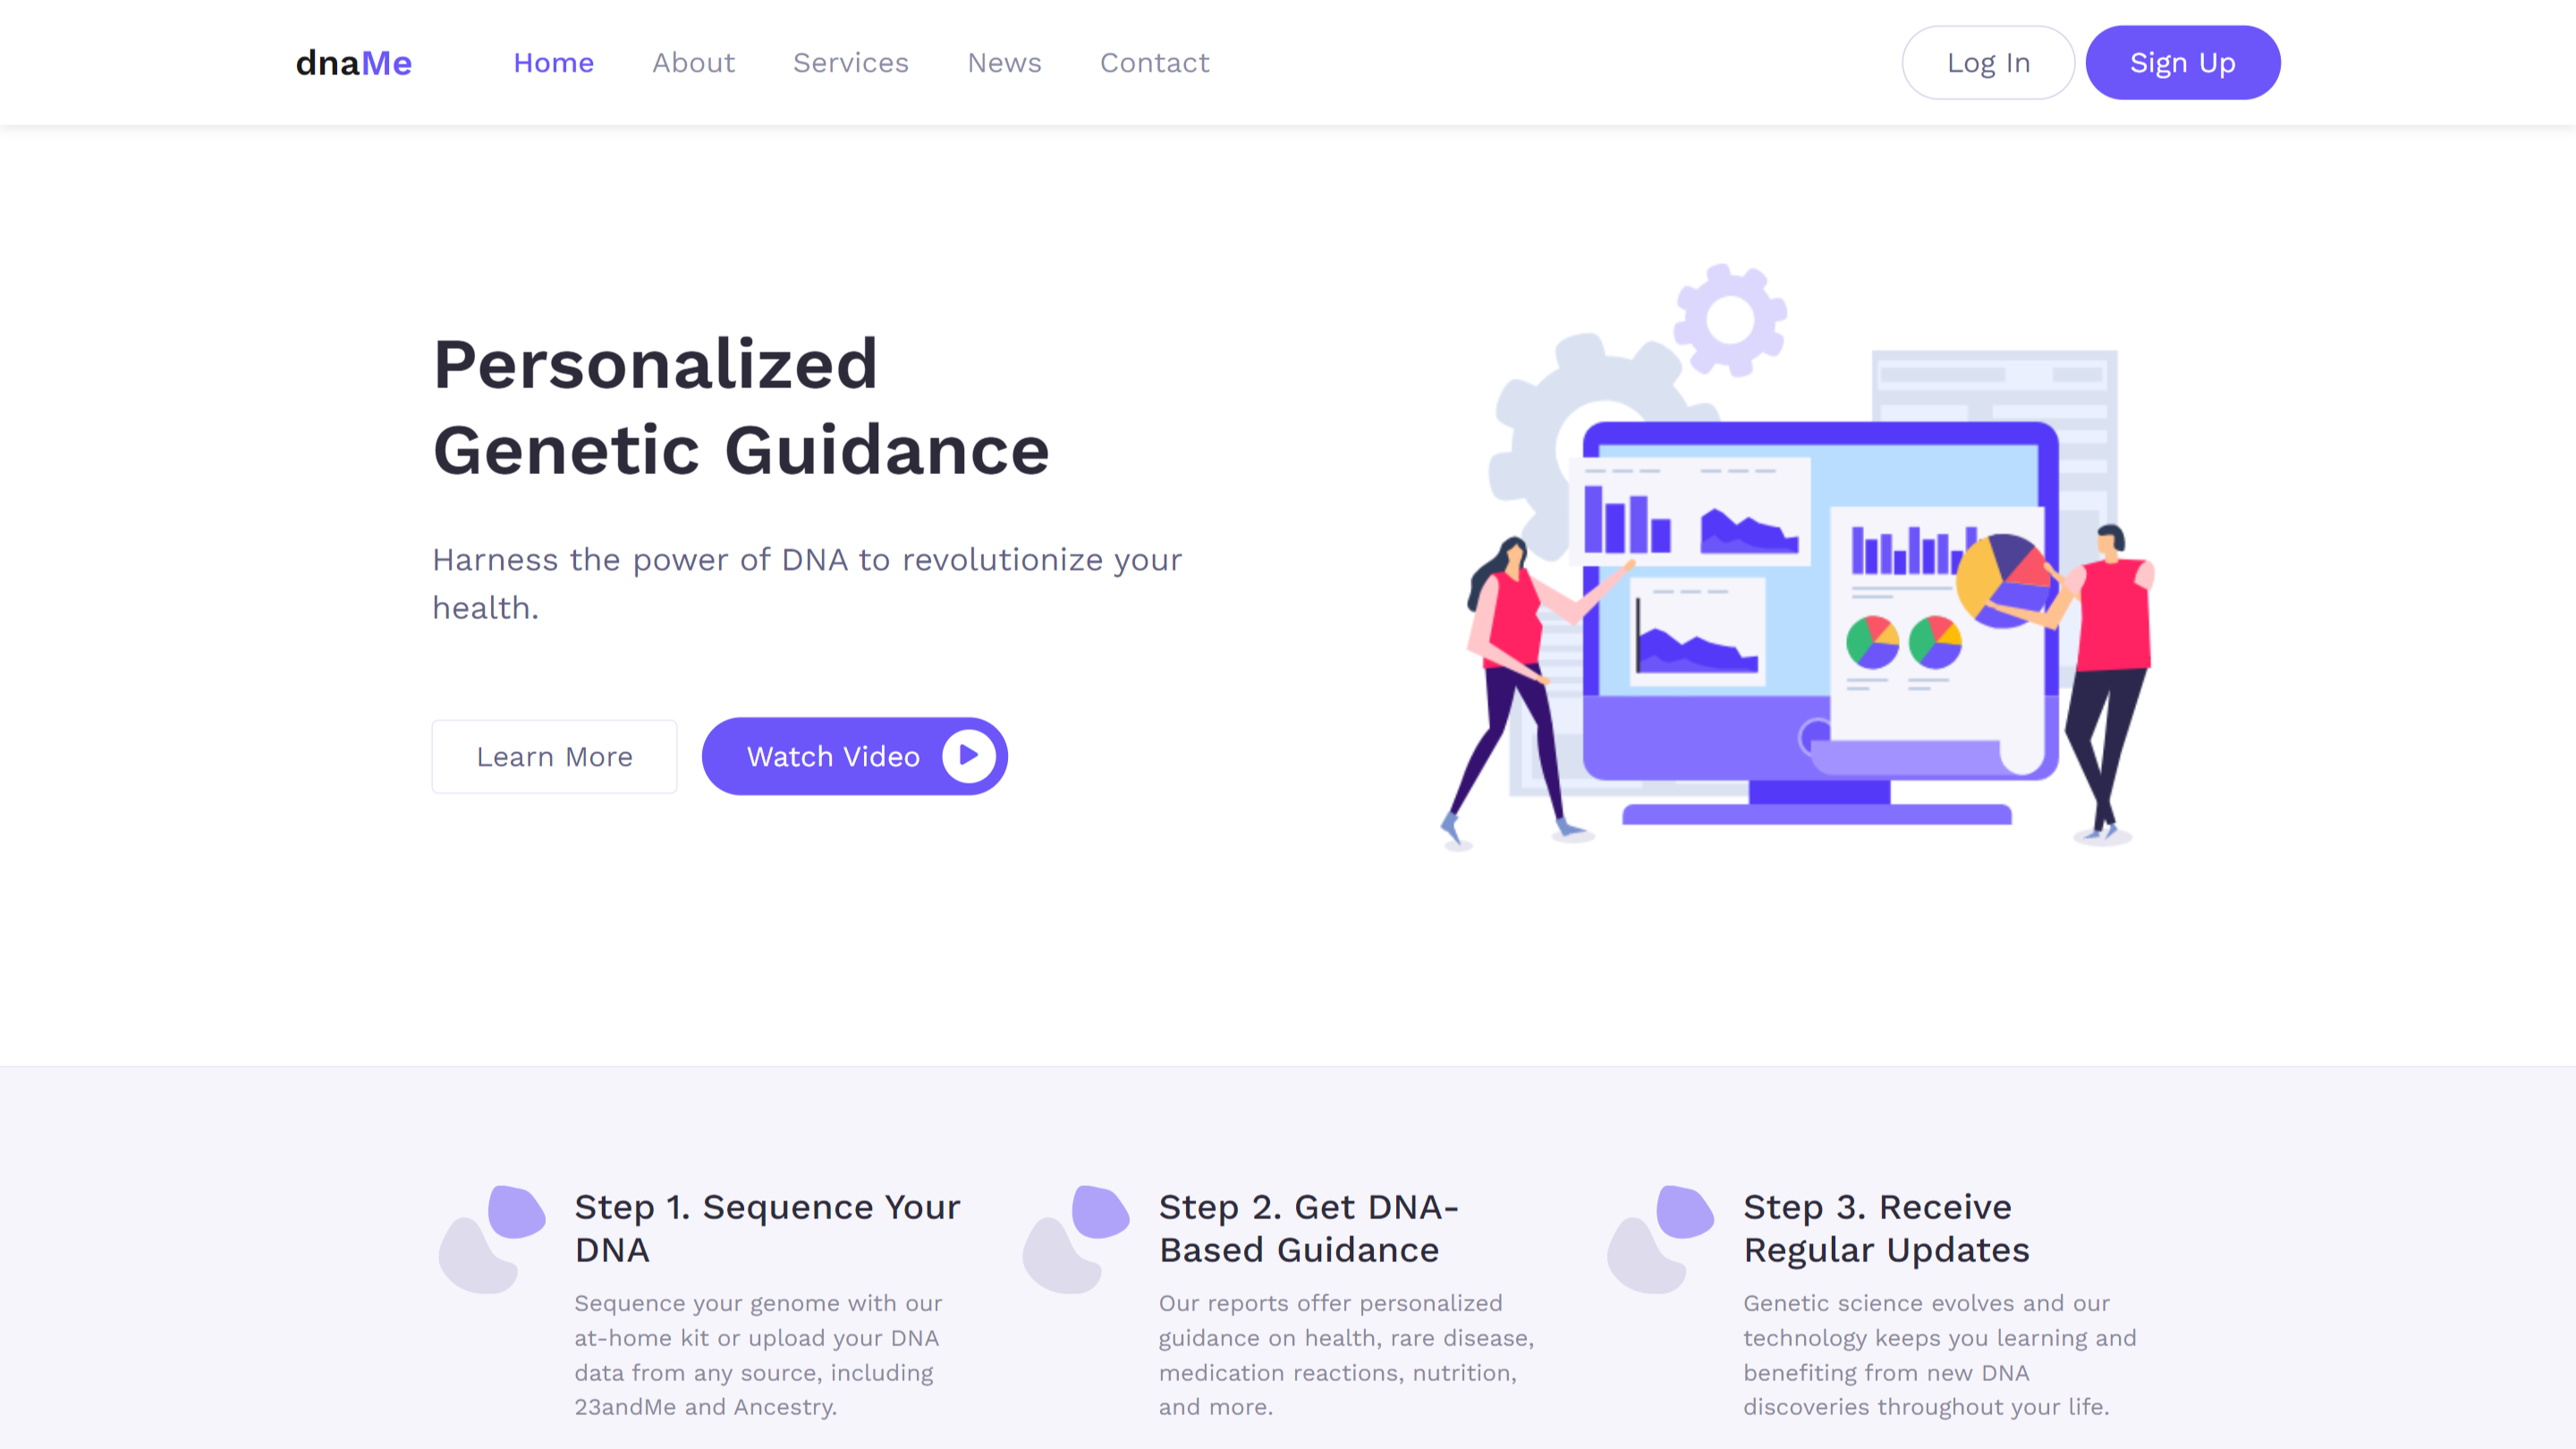 dnaMe
Home About Services News Contact
Log In Sign Up
Personalized
Genetic Guidance
Harness the power of DNA to revolutionize your
health.
Learn More
Watch Video
Step 1. Sequence Your
DNA
Sequence your genome with our
at-home kit or upload your DNA
data from any source, including
23andMe and Ancestry.
Step 2. Get DNA-
Based Guidance
Our reports offer personalized
guidance on health, rare disease,
medication reactions, nutrition,
and more.
Step 3. Receive
Regular Updates
Genetic science evolves and our
technology keeps you learning and
benefiting from new DNA
discoveries throughout your life.